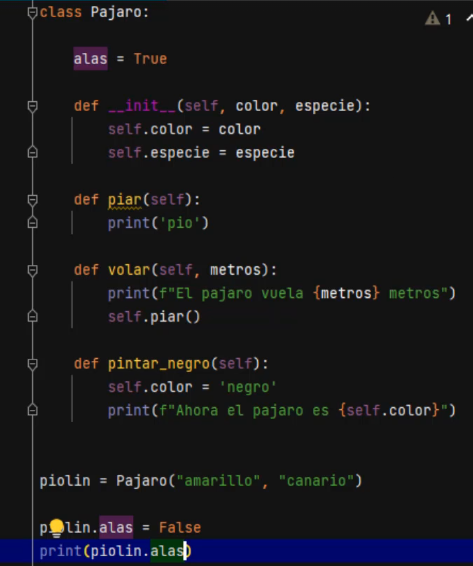 class Pajaro:
1
alas = True
def __init__(self, color, especie):
self.color = color
self.especie = especie
def piar(self):
print('pio')
def volar(self, metros):
print(f"El pajaro vuela {metros} metros")
self.piar()
def pintar_negro(self):
self.color = 'negro'
print(f"Ahora el pajaro es {self.color}")
piolin = Pajaro("amarillo", "canario")
piolin.alas = False
print(piolin.alas)